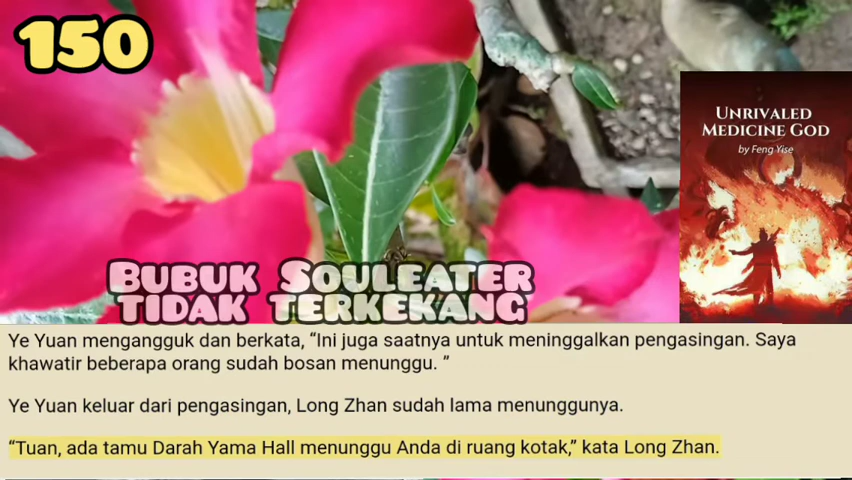 150
UNRIVALED
MEDICINE GOD
by Feng Yise
BUBUK SOULEATER
TIDAK TERKEKANG
Ye Yuan mengangguk dan berkata, “Ini juga saatnya untuk meninggalkan pengasingan. Saya
khawatir beberapa orang sudah bosan menunggu. ”
Ye Yuan keluar dari pengasingan, Long Zhan sudah lama menunggunya.
“Tuan, ada tamu Darah Yama Hall menunggu Anda di ruang kotak,” kata Long Zhan.